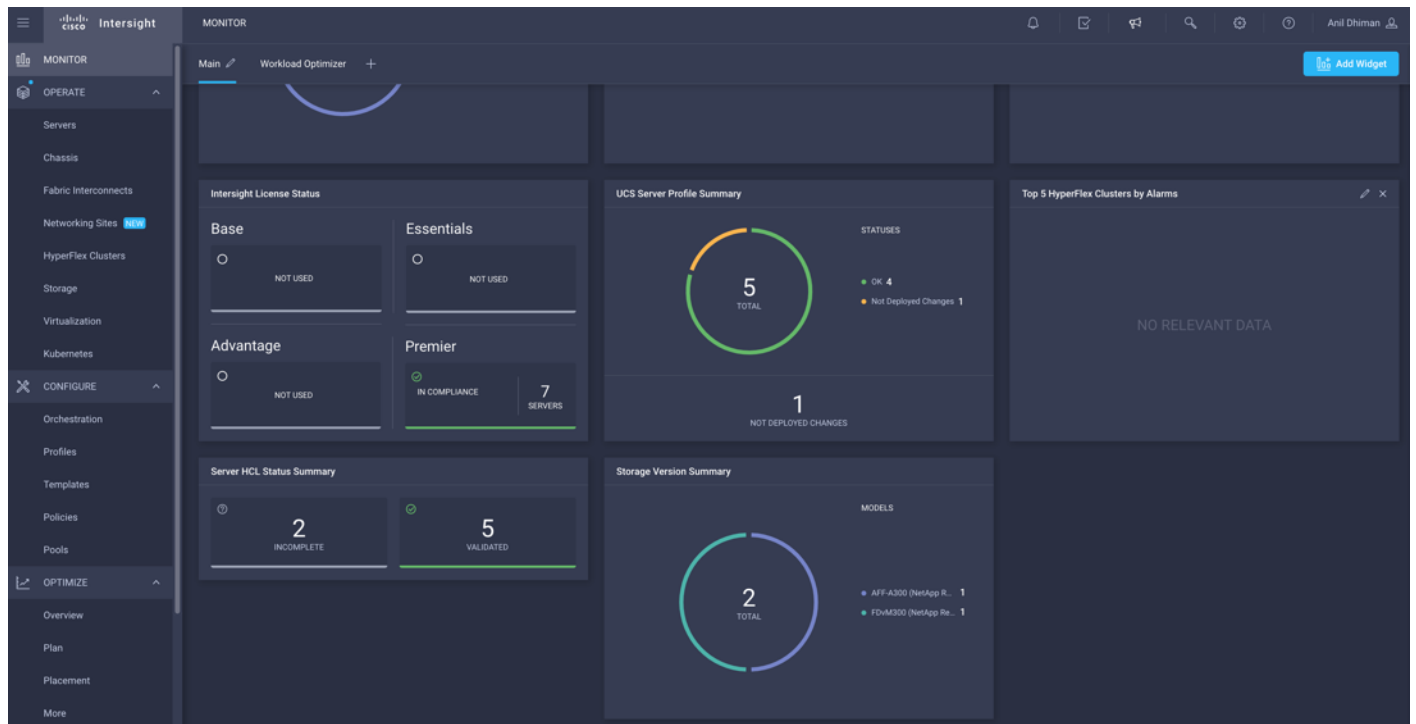 cisco Intersight
MONITOR
Anil Dhiman
MONITOR
OPERATE
Servers
Chassis
Fabric Interconnects
Networking Sites NEW
HyperFlex Clusters
Storage
Virtualization
Kubernetes
CONFIGURE
Orchestration
Profiles
Templates
Policies
Pools
OPTIMIZE
Overview
Plan
Placement
More
Main
Workload Optimizer
Add Widget
Intersight License Status
Base
NOT USED
Essentials
NOT USED
Advantage
NOT USED
Premier
IN COMPLIANCE
7
SERVERS
UCS Server Profile Summary
5
TOTAL
STATUSES
OK 4
Not Deployed Changes 1
1
NOT DEPLOYED CHANGES
Top 5 HyperFlex Clusters by Alarms
NO RELEVANT DATA
Server HCL Status Summary
2
INCOMPLETE
5
VALIDATED
Storage Version Summary
2
TOTAL
MODELS
AFF-A300 (NetApp R... 1
FDvM300 (NetApp Re... 1